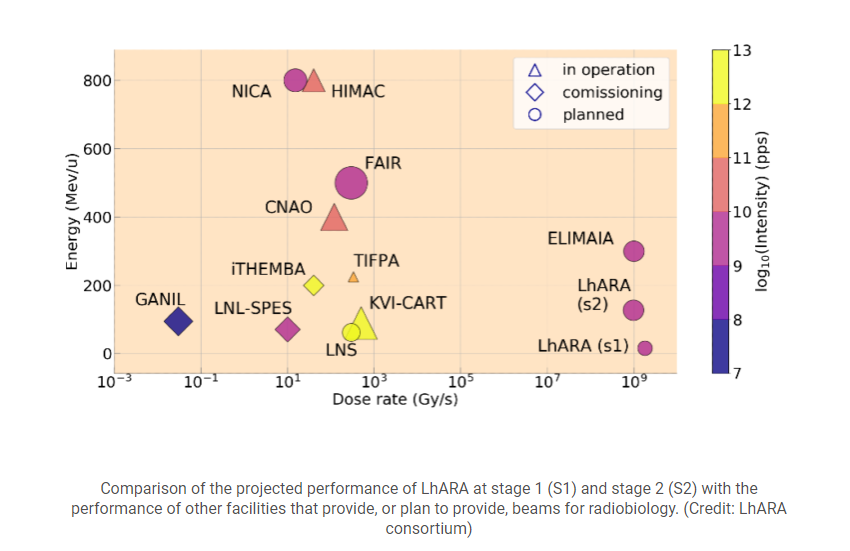 800
600
400
200
0
Energy (Mev/u)
NICA
HIMAC
FAIR
CNAO
iTHEMBA
TIFPA
GANIL
LNL-SPES
KVI-CART
LNS
ELIMAIA
LhARA
(s2)
LhARA (s1)
in operation
comissioning
planned
10⁻³ 10⁻¹ 10¹ 10³ 10⁵ 10⁷ 10⁹
Dose rate (Gy/s)
13
12
11
10
9
8
7
log₁₀(Intensity) (pps)
Comparison of the projected performance of LhARA at stage 1 (S1) and stage 2 (S2) with the
performance of other facilities that provide, or plan to provide, beams for radiobiology. (Credit: LhARA
consortium)